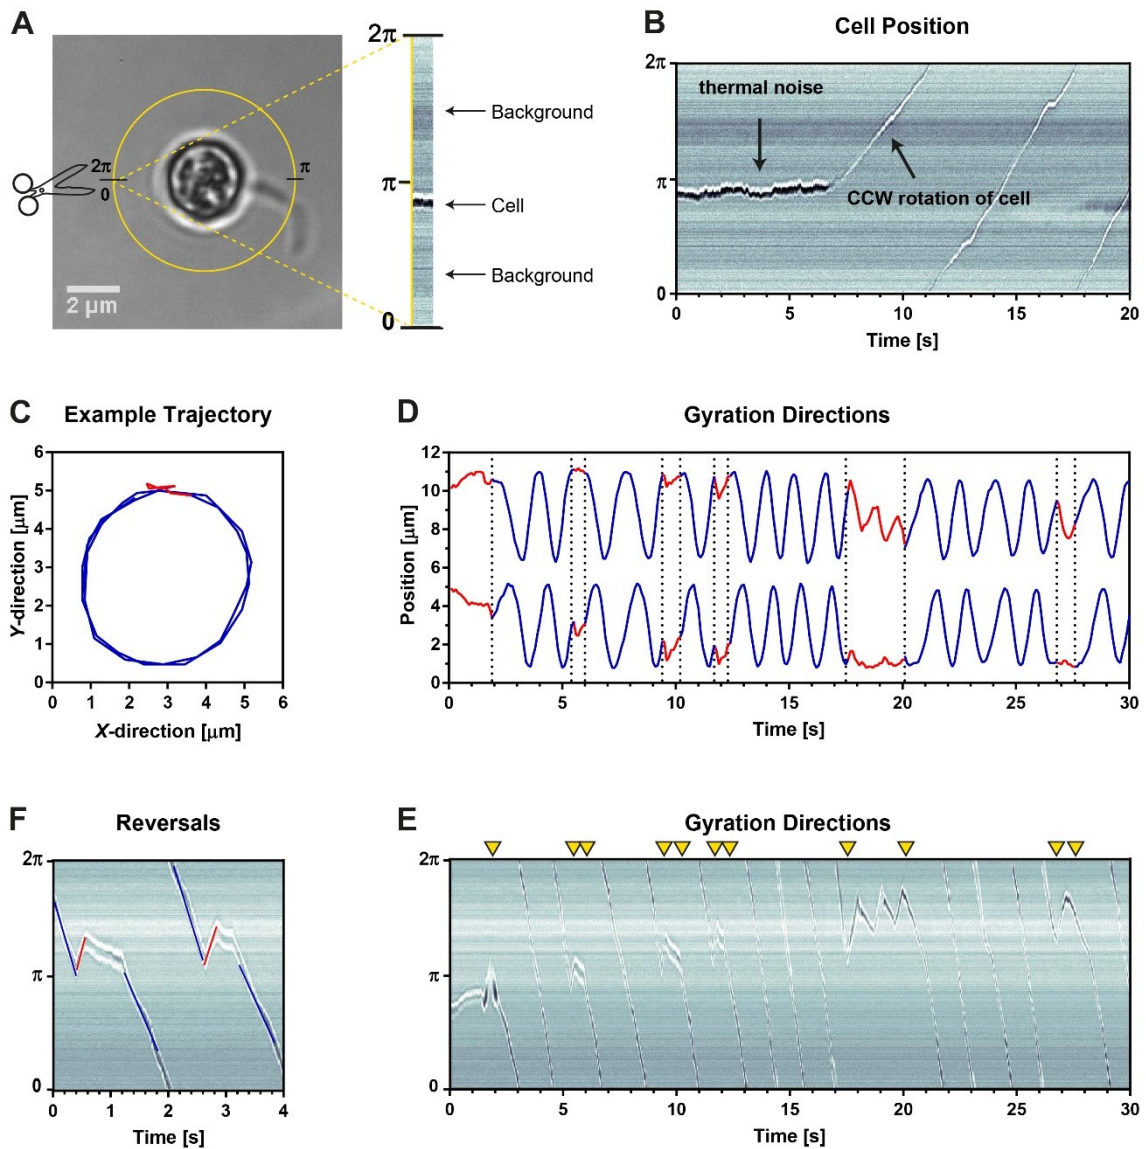 A
2π
0
π
2 µm
2π
π
0
Background
Cell
Background
B
Cell Position
2π
π
0
thermal noise
CCW rotation of cell
0 5 10 15 20
Time [s]
C
Example Trajectory
Y-direction [µm]
6
5
4
3
2
1
0
0 1 2 3 4 5 6
X-direction [µm]
D
Gyration Directions
Position [µm]
12
10
8
6
4
2
0
0 5 10 15 20 25 30
Time [s]
F
Reversals
2π
π
0
0 1 2 3 4
Time [s]
E
Gyration Directions
2π
π
0
0 5 10 15 20 25 30
Time [s]